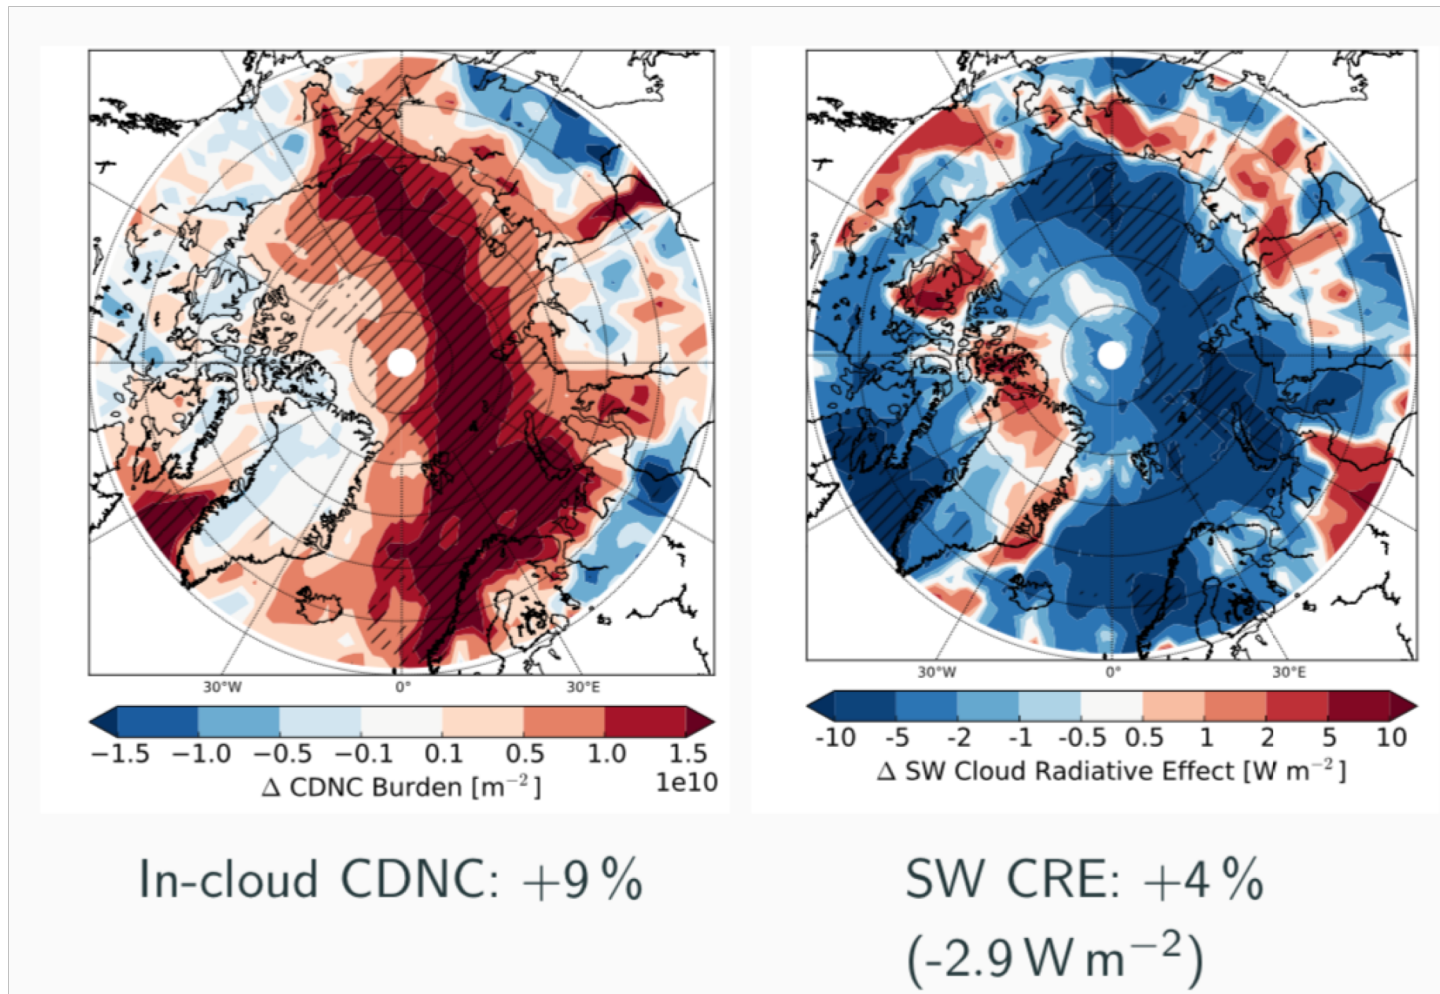 30°W 0° 30°E
−1.5 −1.0 −0.5 −0.1 0.1 0.5 1.0 1.5
1e10
Δ CDNC Burden [m⁻²]
In-cloud CDNC: +9 %
30°W 0° 30°E
-10 -5 -2 -1 -0.5 0.5 1 2 5 10
Δ SW Cloud Radiative Effect [W m⁻²]
SW CRE: +4 %
(-2.9 W m⁻²)